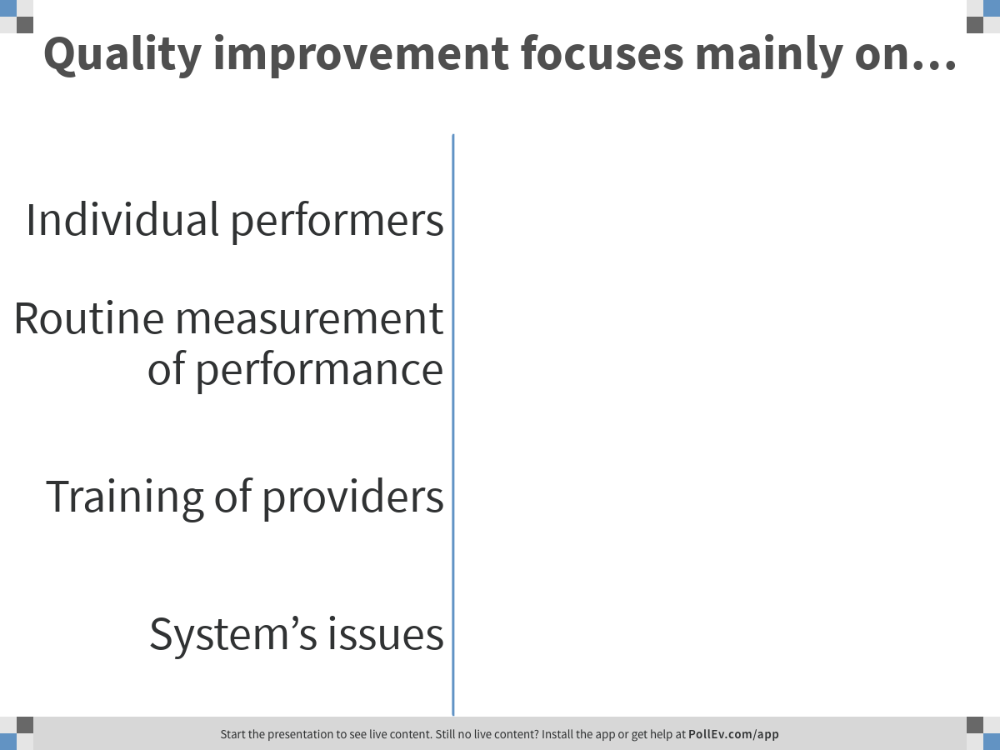 Quality improvement focuses mainly on...
Individual performers
Routine measurement
of performance
Training of providers
System’s issues
Start the presentation to see live content. Still no live content? Install the app or get help at PollEv.com/app